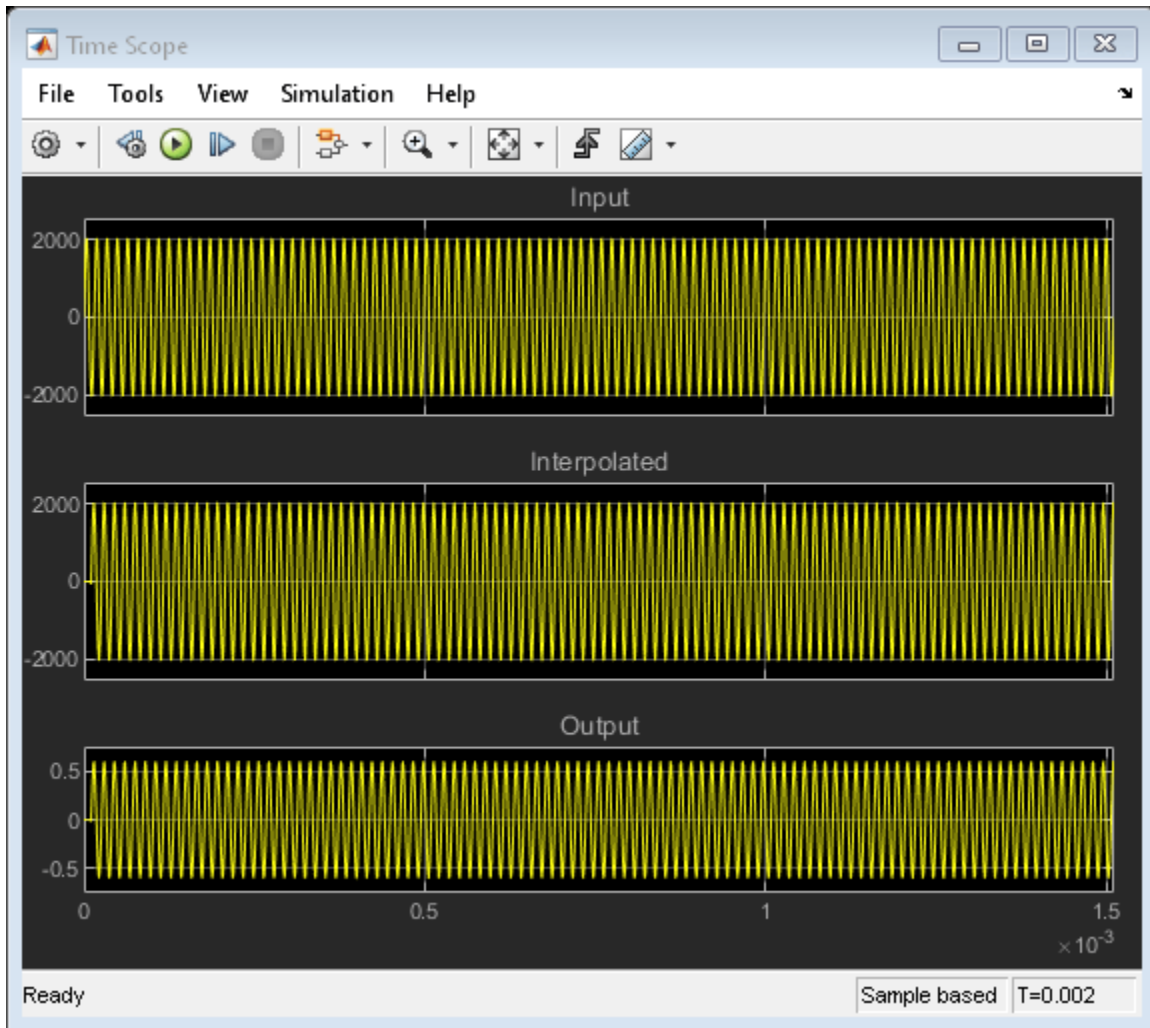 Time Scope
File Tools View Simulation Help
Input
2000
0
-2000
Interpolated
2000
0
-2000
Output
0.5
0
-0.5
0 0.5 1 1.5
×10⁻³
Ready Sample based T=0.002